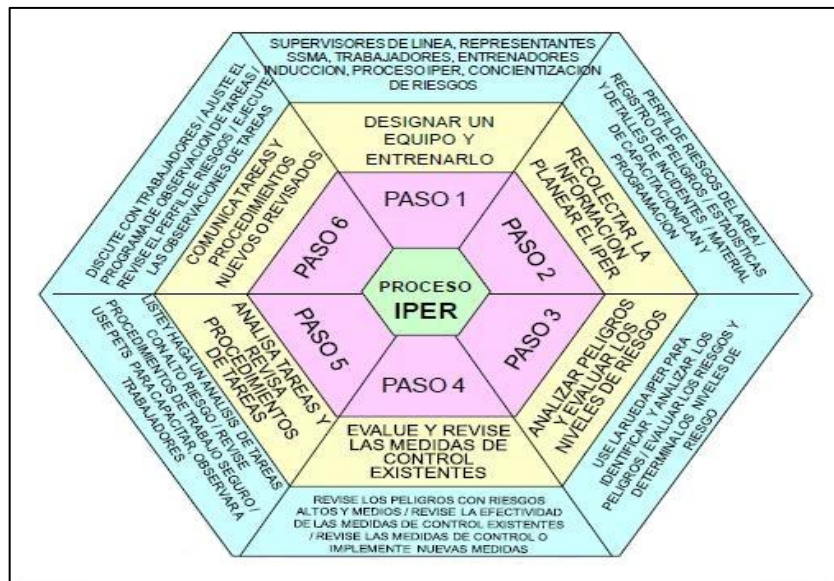 SUPERVISORES DE LINEA, REPRESENTANTES
SSMA, TRABAJADORES, ENTRENADORES
INDUCCION, PROCESO IPER, CONCIENTIZACIÓN
DE RIESGOS
DESIGNAR UN
EQUIPO Y
ENTRENARLO
PASO 1
PERFIL DE RIESGOS DEL AREA /
REGISTRO DE PELIGROS / ESTADISTICAS
Y DETALLES DE INCIDENTES / MATERIAL
DE CAPACITACION PLAN Y
PROGRAMACION
RECOLECTAR LA
INFORMACION
PLANEAR EL IPER
PASO 2
USE LA RUEDA IPER PARA
IDENTIFICAR Y ANALIZAR LOS
PELIGROS / EVALUAR LOS RIESGOS Y
DETERMINA LOS NIVELES DE
RIESGO
ANALIZAR PELIGROS
Y EVALUAR LOS
NIVELES DE RIESGOS
PASO 3
PASO 4
EVALUE Y REVISE
LAS MEDIDAS DE
CONTROL
EXISTENTES
REVISE LOS PELIGROS CON RIESGOS
ALTOS Y MEDIOS / REVISE LA EFECTIVIDAD
DE LAS MEDIDAS DE CONTROL EXISTENTES
/ REVISE LAS MEDIDAS DE CONTROL O
IMPLEMENTE NUEVAS MEDIDAS
PASO 5
ANALISA TAREAS Y
REVISA
PROCEDIMIENTOS
DE TAREAS
LISTE Y HAGA UN ANALISIS DE TAREAS
CON ALTO RIESGO / REVISE
PROCEDIMIENTOS DE TRABAJO SEGURO /
USE PETS PARA CAPACITAR, OBSERVAR A
TRABAJADORES
PASO 6
COMUNICA TAREAS Y
PROCEDIMIENTOS
NUEVOS O REVISADOS
DISCUTE CON TRABAJADORES / AJUSTE EL
PROGRAMA DE OBSERVACION DE TAREAS /
REVISE EL PERFIL DE RIESGOS / EJECUTE
LAS OBSERVACIONES DE TAREAS
PROCESO
IPER